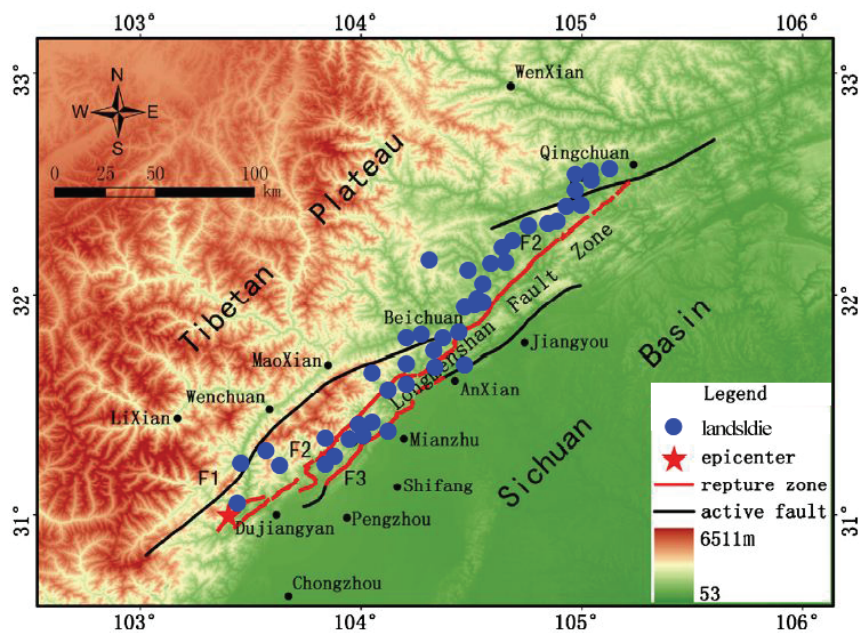 103° 104° 105° 106°
33° 33°
WenXian
N
W E
S
Qingchuan
0 25 50 100
km
Plateau
F2
Zone
32° 32°
Fault
Tibetan
Beichuan
Longmenshan
Jiangyou
Basin
MaoXian
AnXian
Wenchuan
LiXian
Mianzhu
F2
F1
F3
Sichuan
Shifang
31° 31°
Dujiangyan
Pengzhou
Chongzhou
Legend
landsldie
epicenter
repture zone
active fault
6511m
53
103° 104° 105° 106°